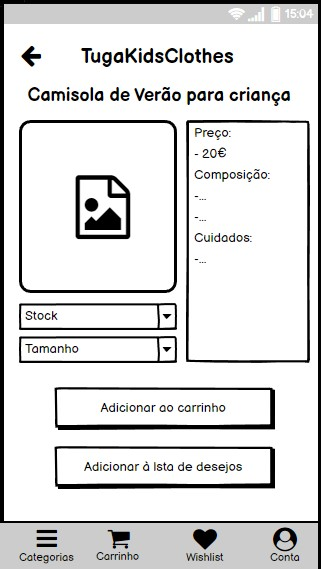 15:04
TugaKidsClothes
Camisola de Verão para criança
Preço:
- 20€
Composição:
-...
-...
Cuidados:
-...
Stock
Tamanho
Adicionar ao carrinho
Adicionar à lsta de desejos
Categorias
Carrinho
Wishlist
Conta